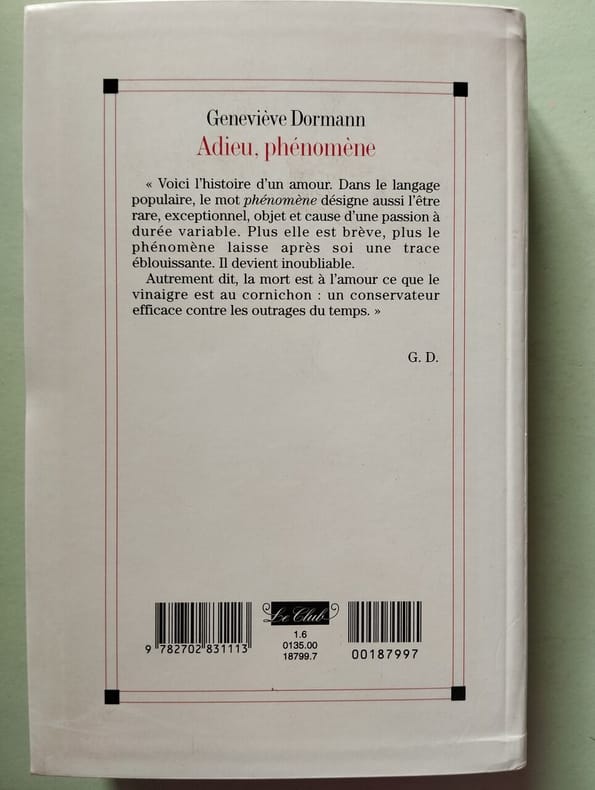 Geneviève Dormann
Adieu, phénomène
« Voici l'histoire d'un amour. Dans le langage
populaire, le mot phénomène désigne aussi l'être
rare, exceptionnel, objet et cause d'une passion à
durée variable. Plus elle est brève, plus le
phénomène laisse après soi une trace
éblouissante. Il devient inoubliable.
Autrement dit, la mort est à l'amour ce que le
vinaigre est au cornichon : un conservateur
efficace contre les outrages du temps. »
G. D.
Le Club
1.6
0135.00
18799.7
9 782702 831113
00187997